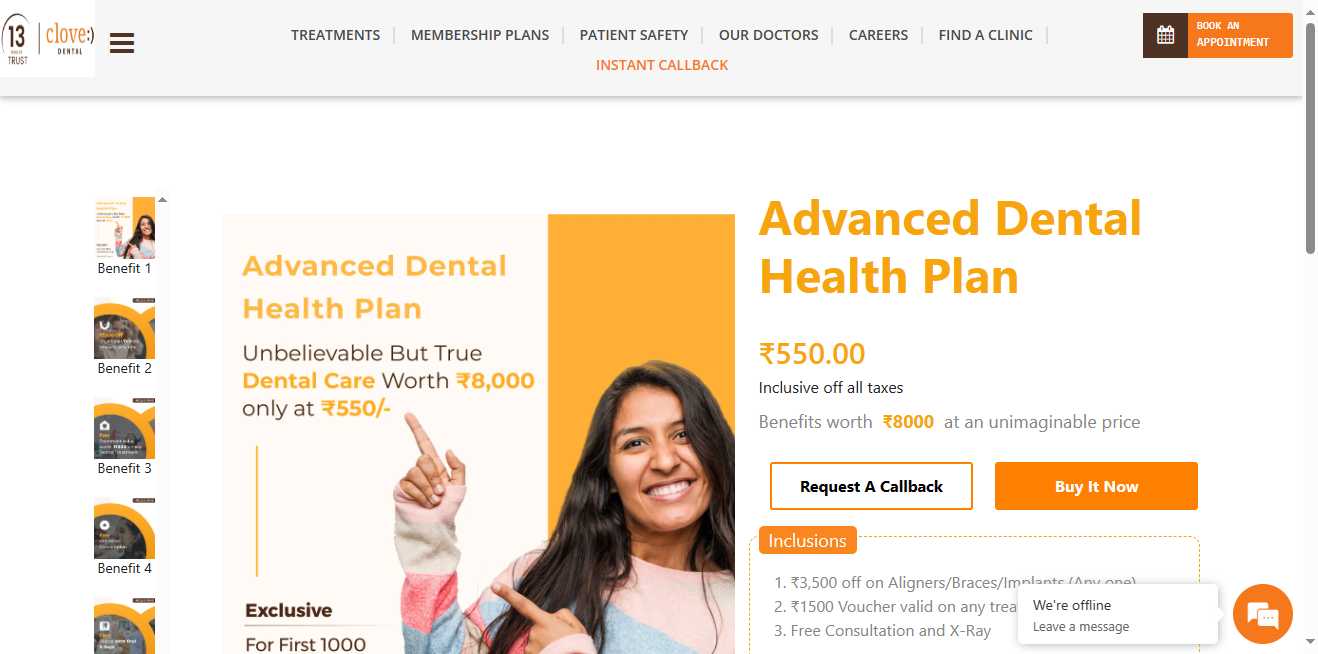 13
TRUST
clove:)
DENTAL
TREATMENTS
MEMBERSHIP PLANS
PATIENT SAFETY
OUR DOCTORS
CAREERS
FIND A CLINIC
INSTANT CALLBACK
BOOK AN
APPOINTMENT
Benefit 1
Benefit 2
Benefit 3
Benefit 4
Advanced Dental
Health Plan
Unbelievable But True
Dental Care Worth ₹8,000
only at ₹550/-
Exclusive
For First 1000
Advanced Dental
Health Plan
₹550.00
Inclusive off all taxes
Benefits worth ₹8000 at an unimaginable price
Request A Callback
Buy It Now
Inclusions
1. ₹3,500 off on Aligners/Braces/Implants (Any one)
2. ₹1500 Voucher valid on any trea
3. Free Consultation and X-Ray
We're offline
Leave a message